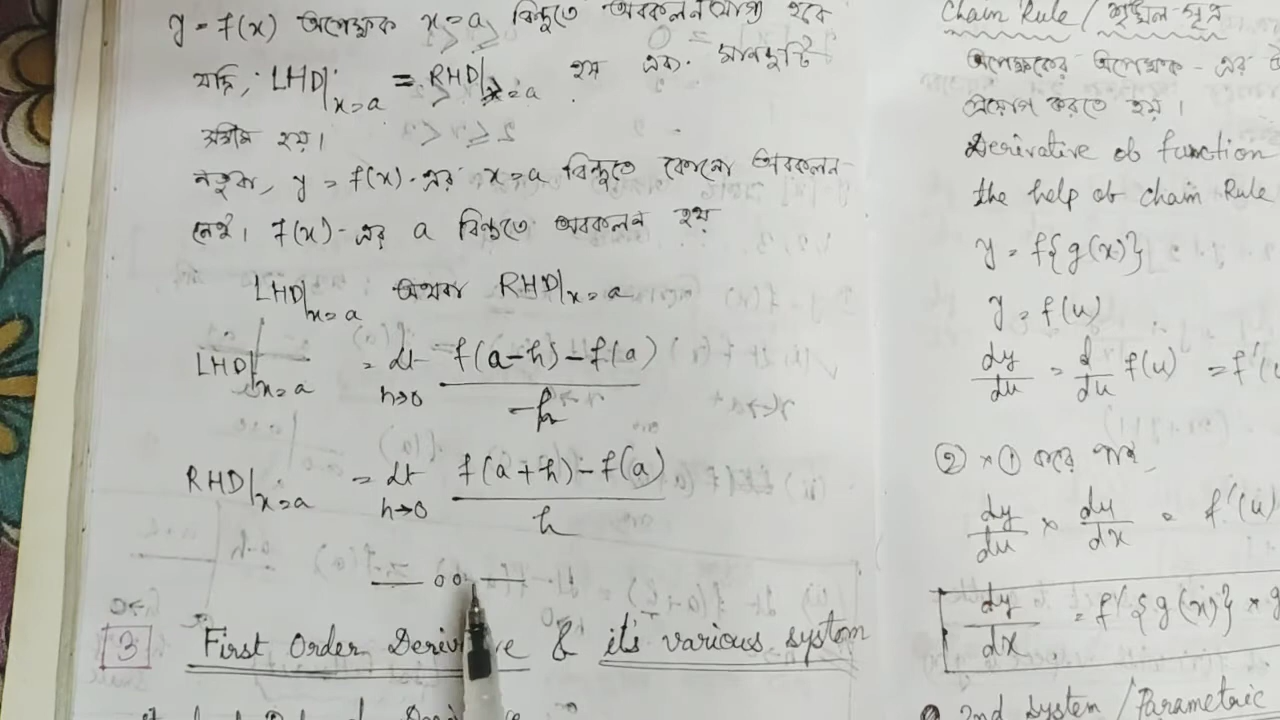 y = f(x) অপেক্ষক x = a বিন্দুতে অবকলনযোগ্য হবে
যদি, LHD|x=a = RHD|x=a হয় এবং মানদুটি
অসীম হয়।
নতুবা, y = f(x)-এর x = a বিন্দুতে কোনো অবকলন
নেই। f(x)-এর a বিন্দুতে অবকলন হয়
LHD|x=a অথবা RHD|x=a
LHD|x=a = lt h→0 f(a-h) - f(a) / -h
RHD|x=a = lt h→0 f(a+h) - f(a) / h
3 First Order Derivative & it's various system
Chain Rule / শৃঙ্খল সূত্র
অপেক্ষকের অপেক্ষক-এর
প্রয়োগ করতে হয়।
Derivative of function
the help of chain Rule
y = f{g(x)}
y = f(u)
dy/du = d/du f(u) = f'(u
② × ① করে পাই,
dy/du × du/dx = f'(u)
dy/dx = f'{g(x)} × g
2nd System / Parametric